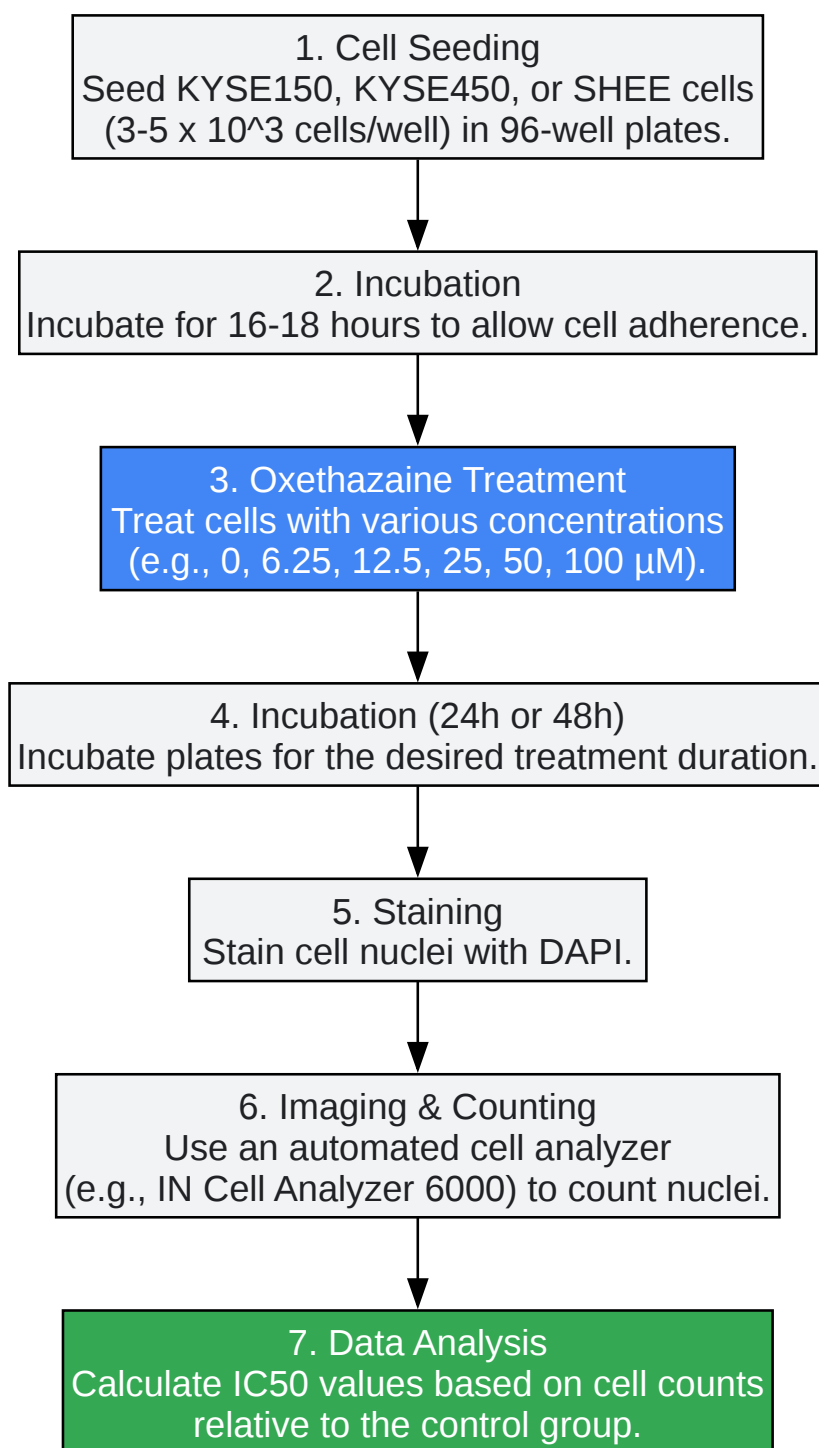 1. Cell Seeding
Seed KYSE150, KYSE450, or SHEE cells
(3-5 x 10^3 cells/well) in 96-well plates.
2. Incubation
Incubate for 16-18 hours to allow cell adherence.
3. Oxethazaine Treatment
Treat cells with various concentrations
(e.g., 0, 6.25, 12.5, 25, 50, 100 µM).
4. Incubation (24h or 48h)
Incubate plates for the desired treatment duration.
5. Staining
Stain cell nuclei with DAPI.
6. Imaging & Counting
Use an automated cell analyzer
(e.g., IN Cell Analyzer 6000) to count nuclei.
7. Data Analysis
Calculate IC50 values based on cell counts
relative to the control group.